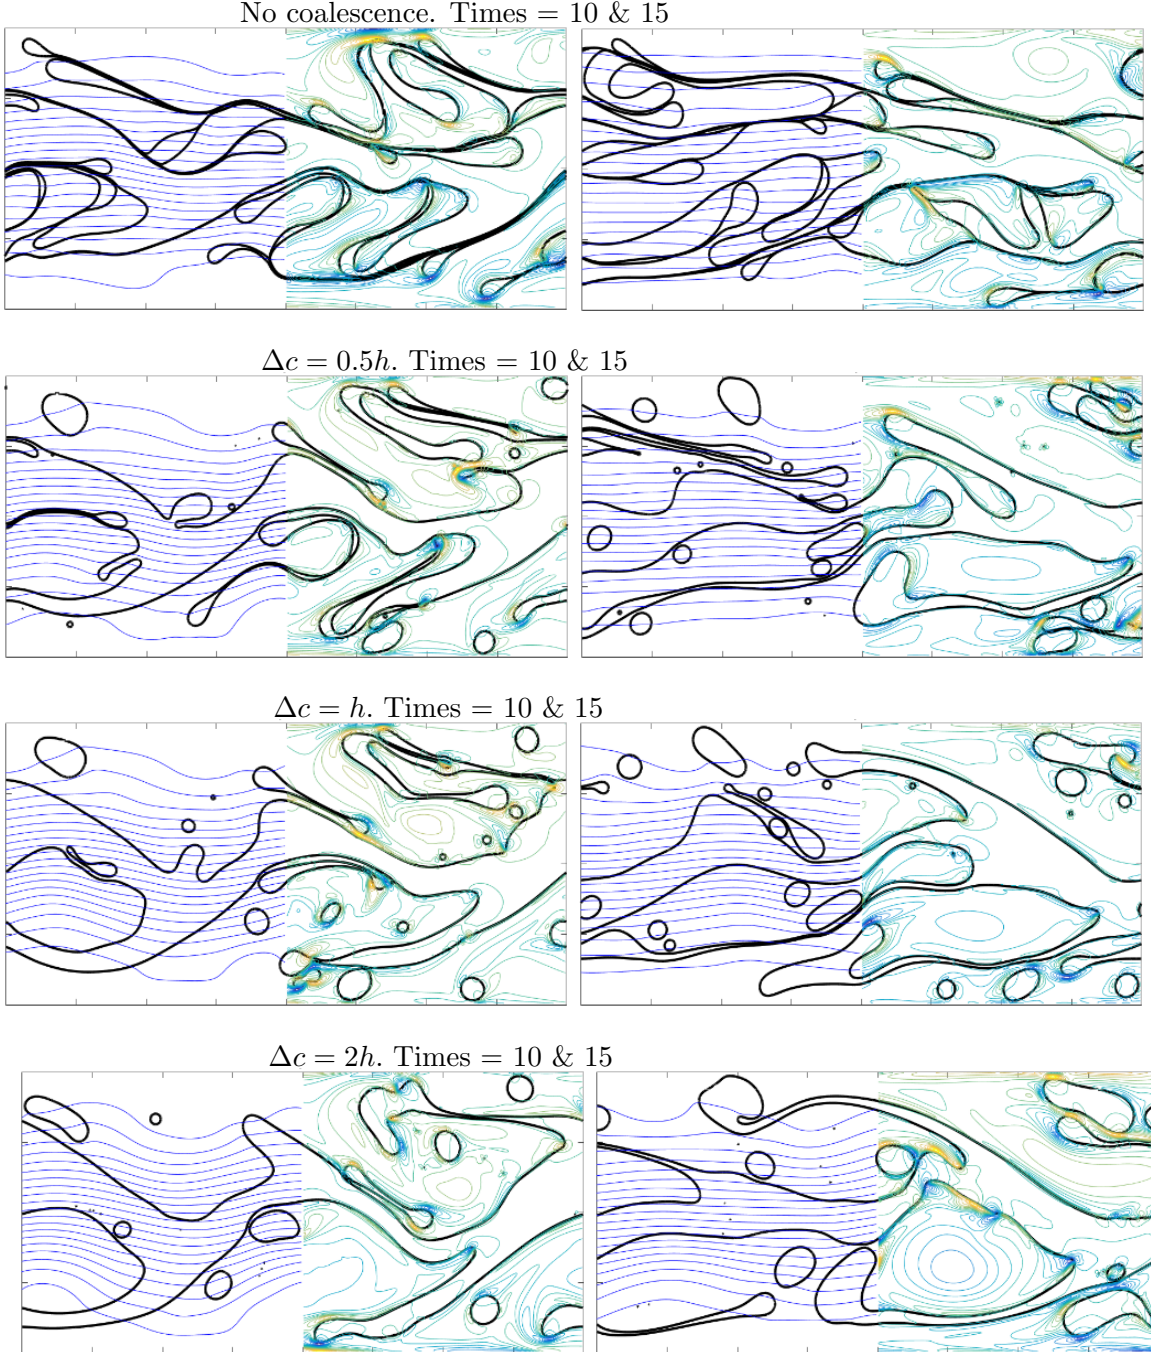 No coalescence. Times = 10 & 15
Δc = 0.5h. Times = 10 & 15
Δc = h. Times = 10 & 15
Δc = 2h. Times = 10 & 15